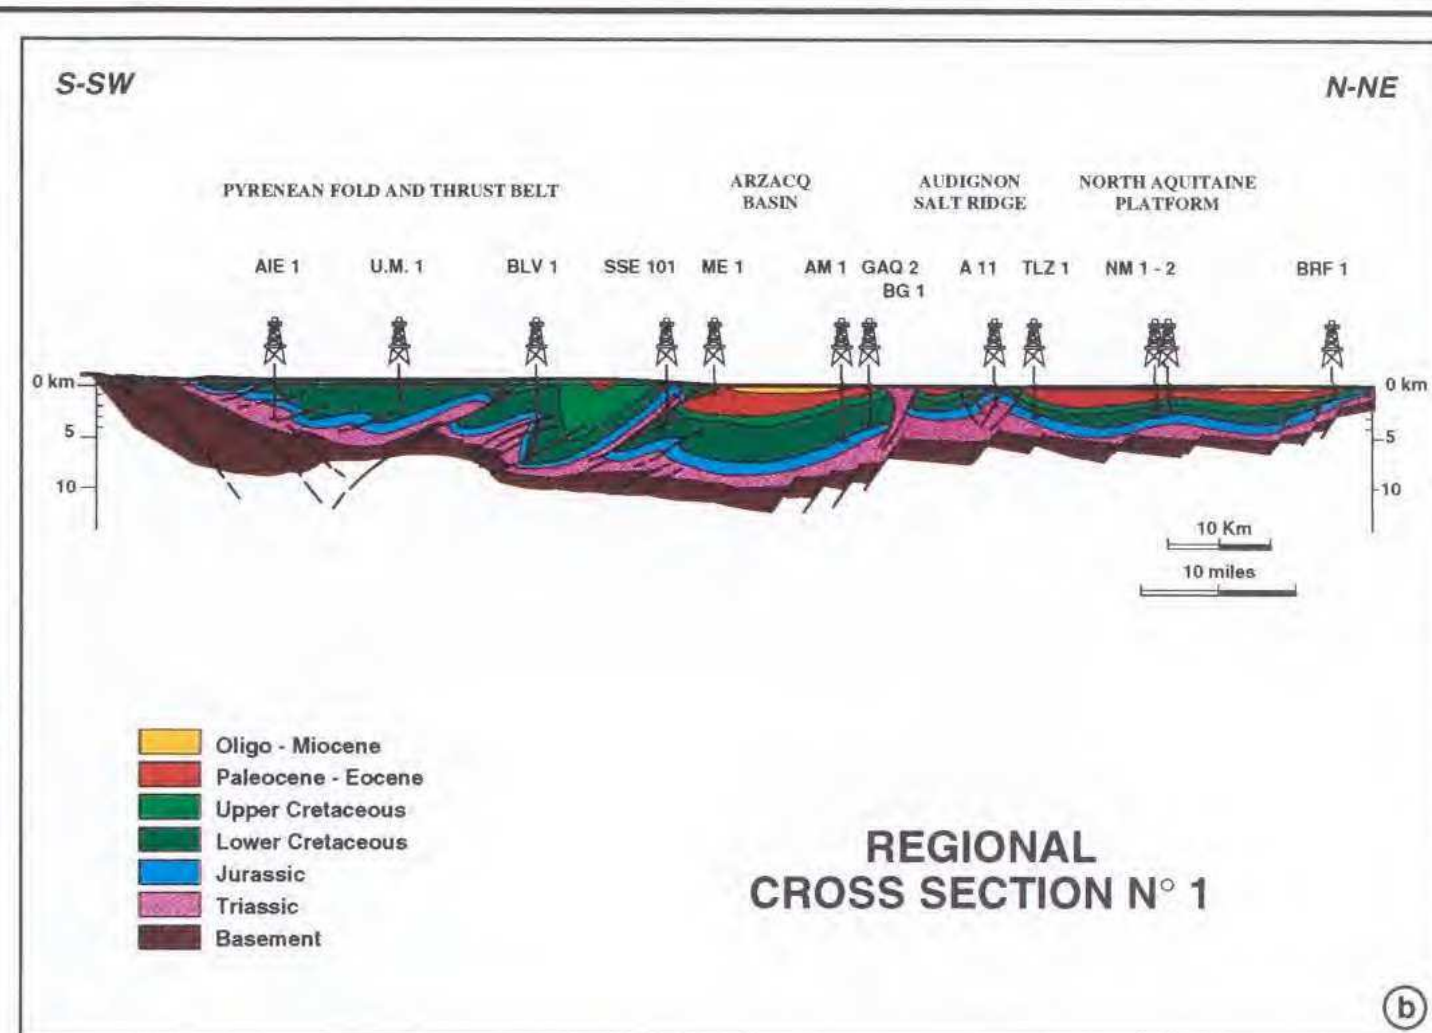 S-SW N-NE
PYRENEAN FOLD AND THRUST BELT
ARZACQ
BASIN
AUDIGNON
SALT RIDGE
NORTH AQUITAINE
PLATFORM
AIE 1 U.M. 1 BLV 1 SSE 101 ME 1 AM 1 GAQ 2 A 11 TLZ 1 NM 1 - 2 BRF 1
BG 1
0 km 0 km
5 5
10 10
10 Km
10 miles
Oligo - Miocene
Paleocene - Eocene
Upper Cretaceous
Lower Cretaceous
Jurassic
Triassic
Basement
REGIONAL
CROSS SECTION N° 1
b